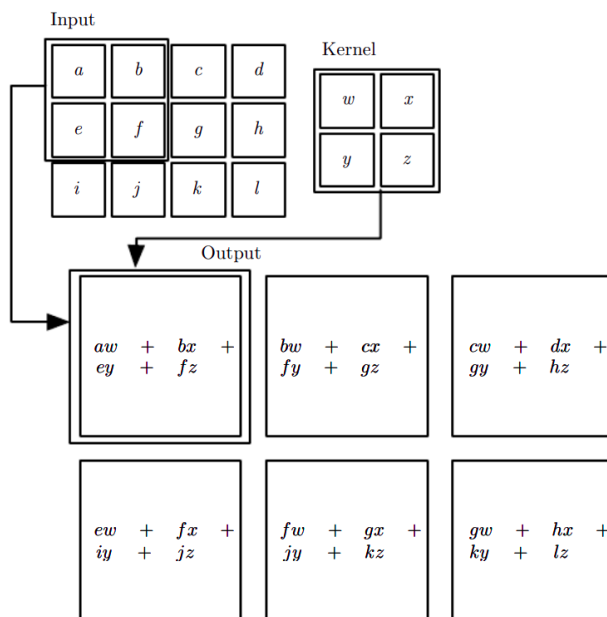 Input
Kernel
a b c d
w x
e f g h
y z
i j k l
Output
aw + bx +
ey + fz
bw + cx +
fy + gz
cw + dx +
gy + hz
ew + fx +
iy + jz
fw + gx +
jy + kz
gw + hx +
ky + lz